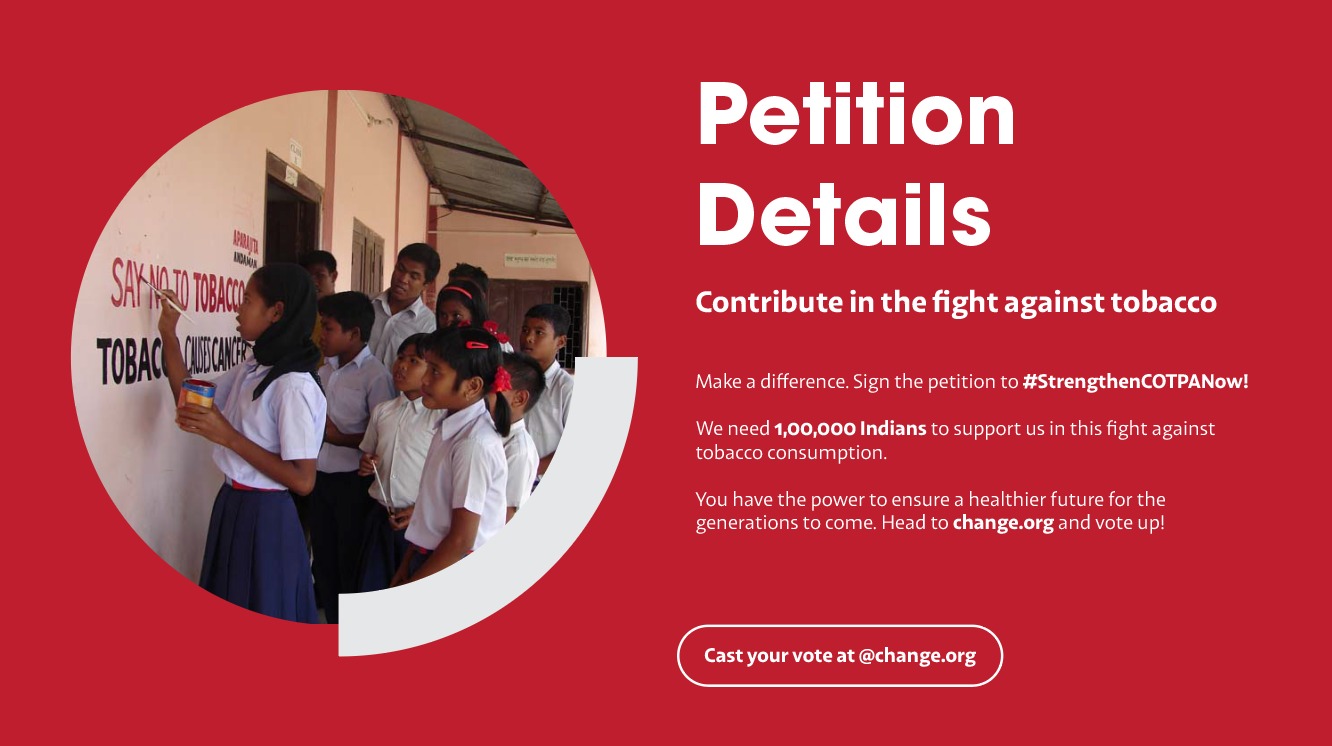 Petition
Details
Contribute in the fight against tobacco
Make a difference. Sign the petition to #StrengthenCOTPANow!
We need 1,00,000 Indians to support us in this fight against
tobacco consumption.
You have the power to ensure a healthier future for the
generations to come. Head to change.org and vote up!
Cast your vote at @change.org
APARAJITA
ANDAMAN
SAY NO TO TOBACCO
TOBACCO CAUSES CANCER
CLASS